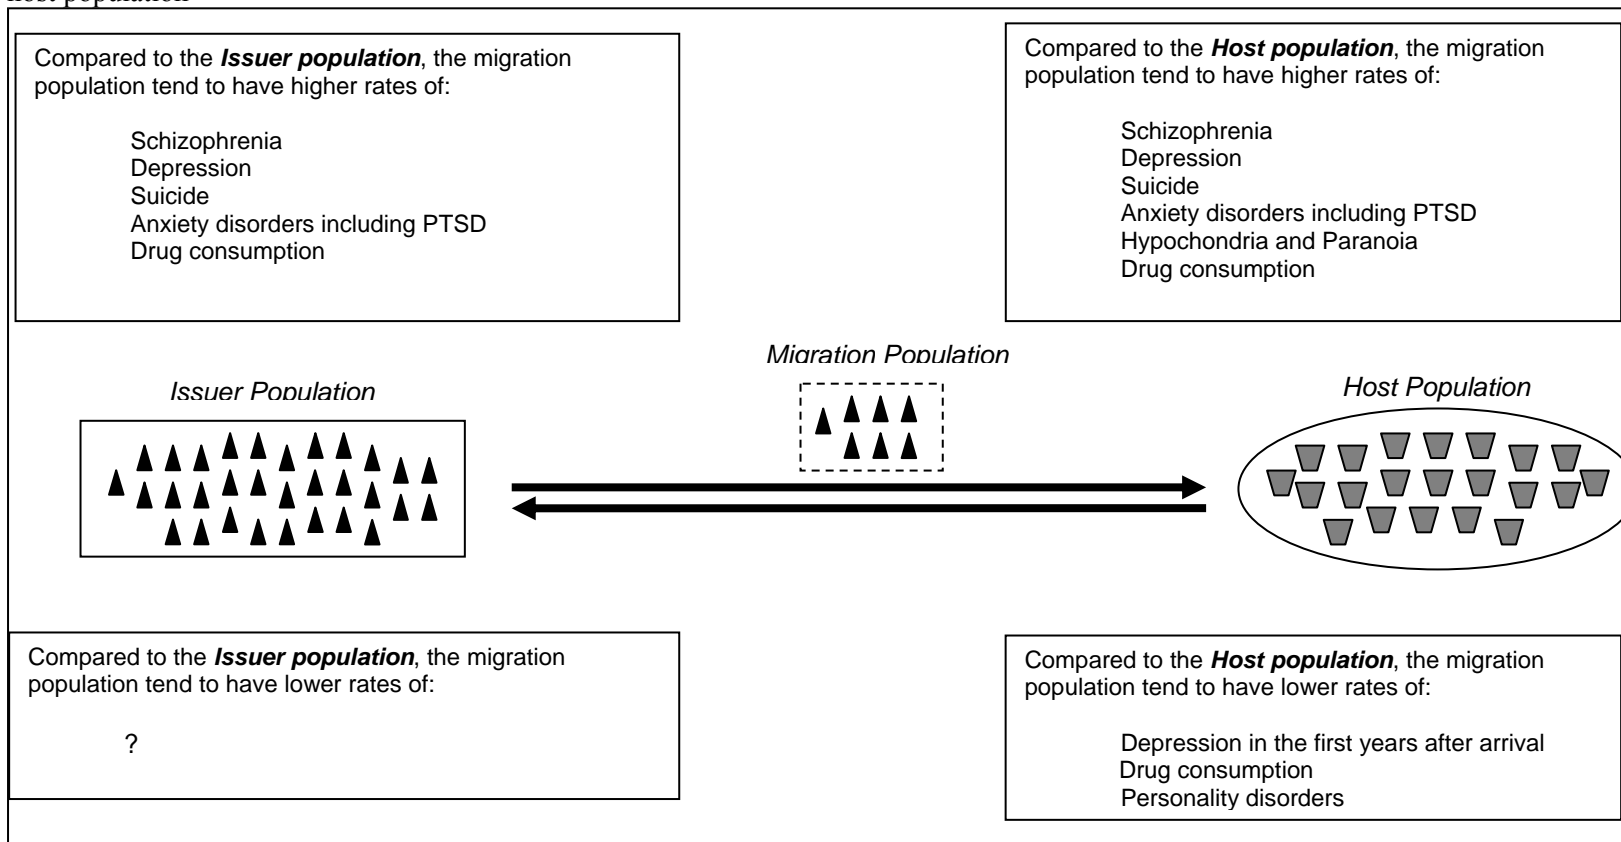 host population
Compared to the Issuer population, the migration
population tend to have higher rates of:
Schizophrenia
Depression
Suicide
Anxiety disorders including PTSD
Drug consumption
Compared to the Host population, the migration
population tend to have higher rates of:
Schizophrenia
Depression
Suicide
Anxiety disorders including PTSD
Hypochondria and Paranoia
Drug consumption
Migration Population
Issuer Population
Host Population
Compared to the Issuer population, the migration
population tend to have lower rates of:
?
Compared to the Host population, the migration
population tend to have lower rates of:
Depression in the first years after arrival
Drug consumption
Personality disorders